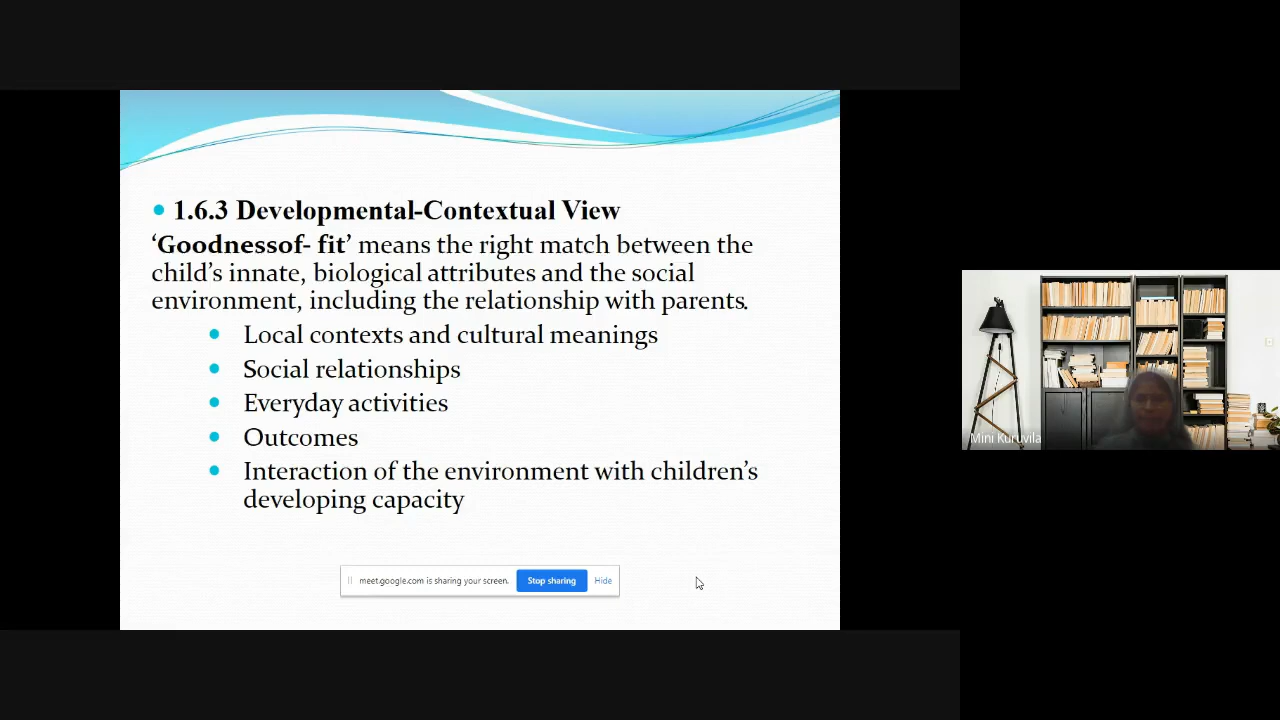 1.6.3 Developmental-Contextual View
‘Goodnessof- fit’ means the right match between the
child’s innate, biological attributes and the social
environment, including the relationship with parents.
Local contexts and cultural meanings
Social relationships
Everyday activities
Outcomes
Interaction of the environment with children’s
developing capacity
meet.google.com is sharing your screen. Stop sharing Hide
Mini Kuruvila